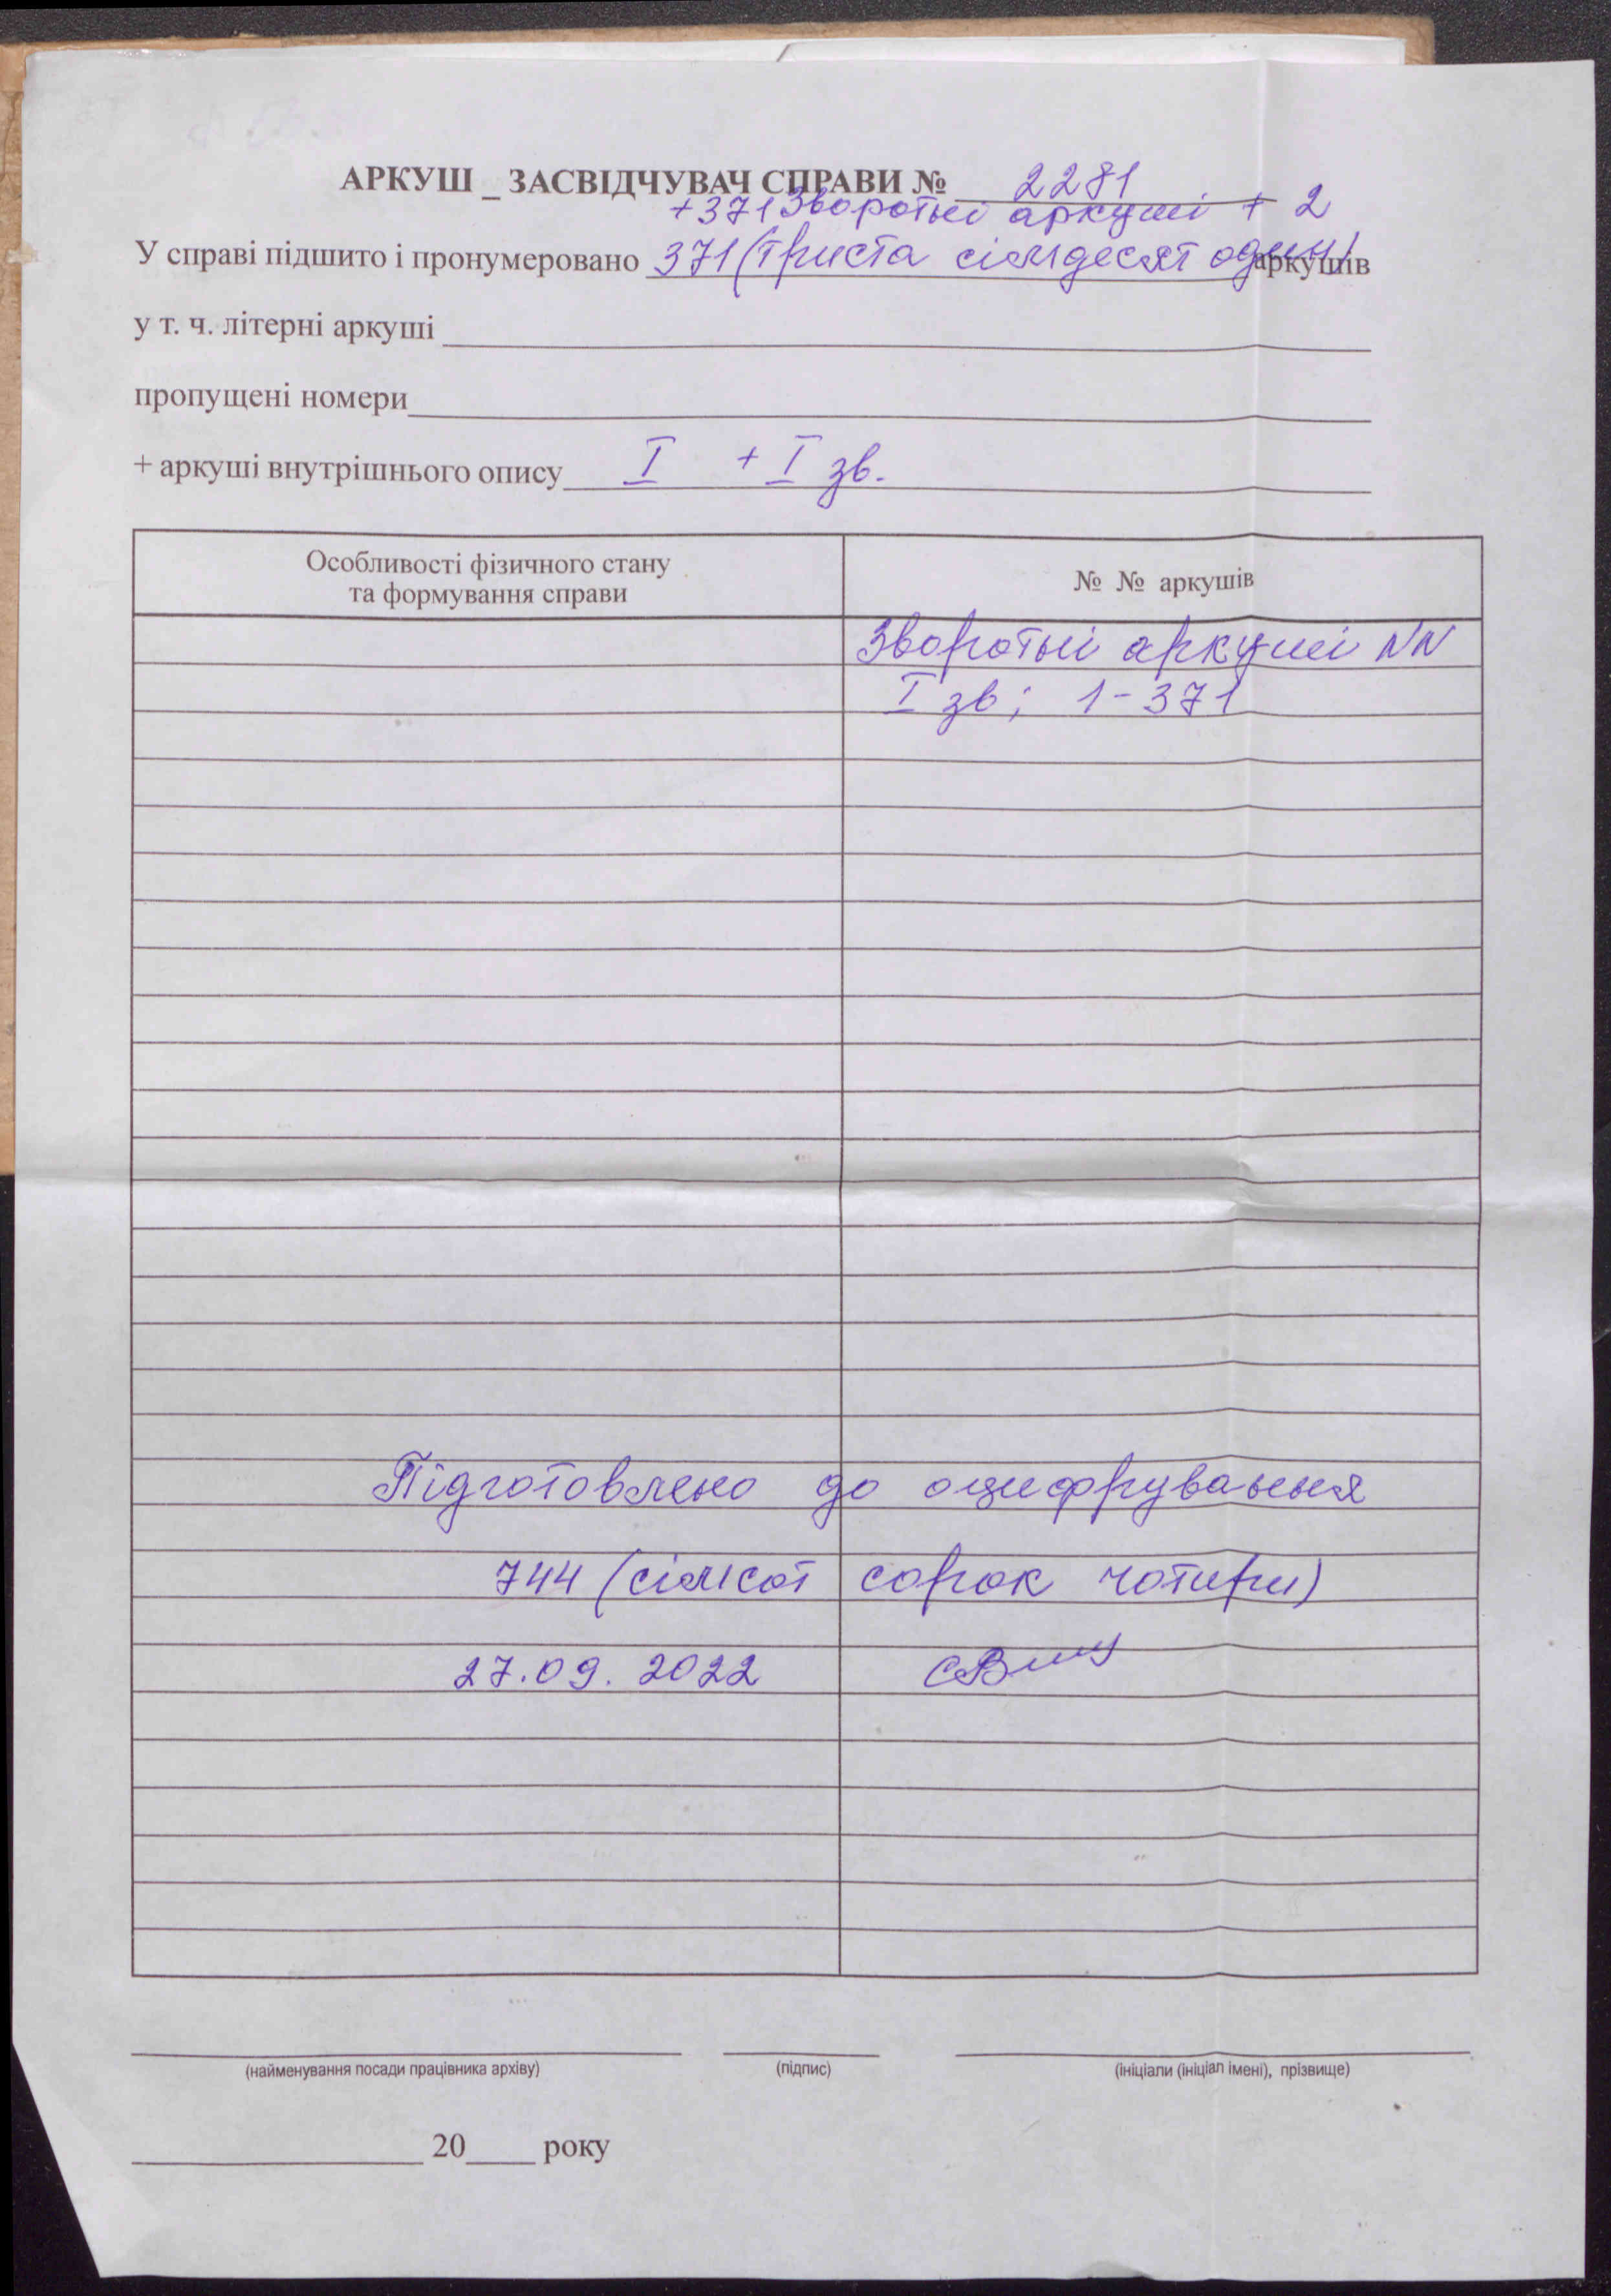 АРКУШ _ ЗАСВІДЧУВАЧ СПРАВИ № 2281
+371 Зворотні аркуші + 2
У справі підшито і пронумеровано 371 (триста сімдесят один) аркушів
у т. ч. літерні аркуші
пропущені номери
+ аркуші внутрішнього опису I + I зв.
Особливості фізичного стану
та формування справи
№ № аркушів
Зворотні аркуші NN
I зв; 1-371
Підготовлено до оцифрування
744 (сімсот сорок чотири)
27.09.2022
(найменування посади працівника архіву) (підпис) (ініціали (ініціал імені), прізвище)
20 року